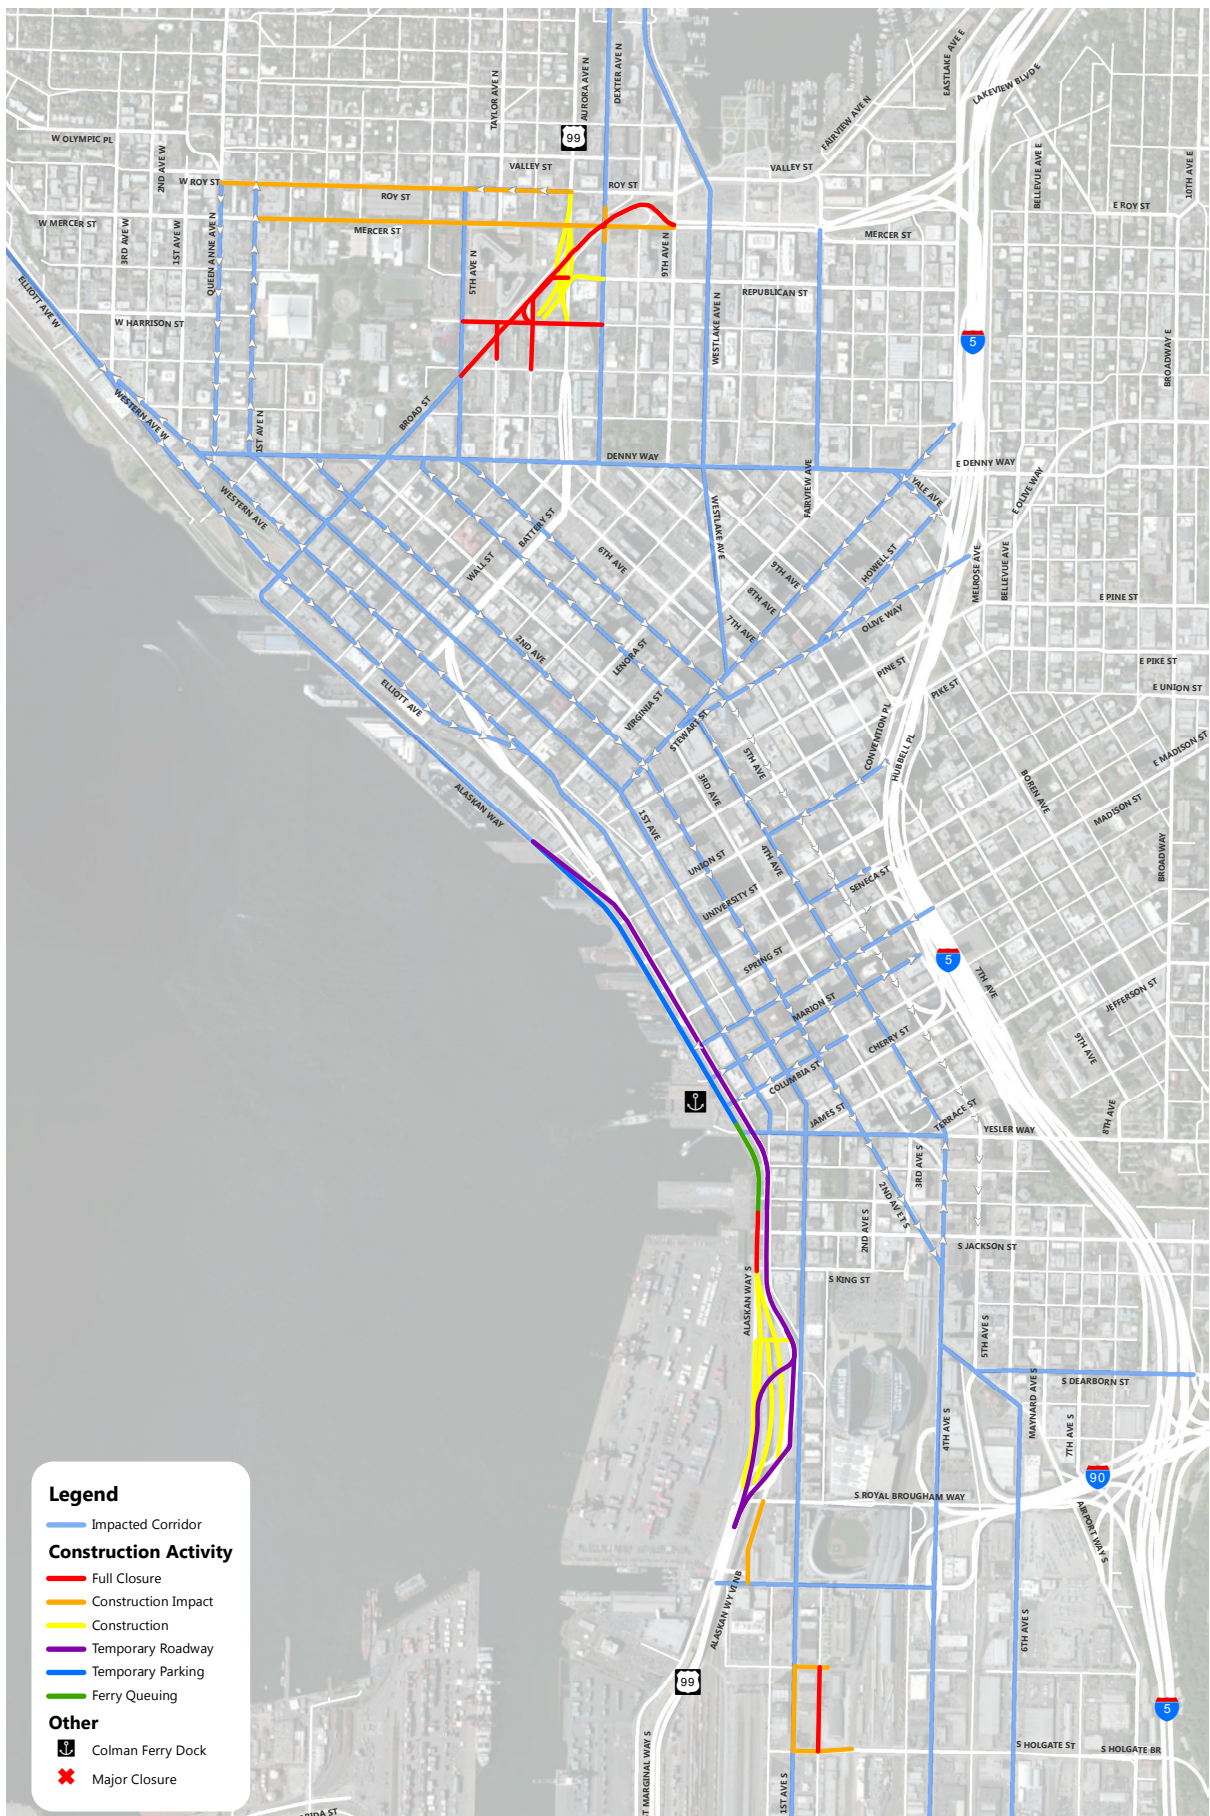 EASTLAKE AVE E
LAKEVIEW BLVD E
TAYLOR AVE N
AURORA AVE N
DEXTER AVE N
FAIRVIEW AVE N
99
W OLYMPIC PL
2ND AVE W
VALLEY ST
VALLEY ST
BELLEVUE AVE E
10TH AVE E
W ROY ST
ROY ST
ROY ST
E ROY ST
W MERCER ST
3RD AVE W
1ST AVE W
QUEEN ANNE AVE N
MERCER ST
MERCER ST
9TH AVE N
5TH AVE N
REPUBLICAN ST
ELLIOTT AVE W
W HARRISON ST
WESTLAKE AVE N
5
BROADWAY E
WESTERN AVE W
1ST AVE N
BROAD ST
DENNY WAY
E DENNY WAY
FAIRVIEW AVE
YALE AVE
E OLIVE WAY
WESTERN AVE
BATTERY ST
WESTLAKE AVE
WALL ST
6TH AVE
9TH AVE
HOWELL ST
MELROSE AVE
BELLEVUE AVE
8TH AVE
E PINE ST
7TH AVE
OLIVE WAY
2ND AVE
LENORA ST
PINE ST
E PIKE ST
ELLIOTT AVE
VIRGINIA ST
PIKE ST
E UNION ST
STEWART ST
CONVENTION PL
HUBBELL PL
E MADISON ST
5TH AVE
3RD AVE
BOREN AVE
ALASKAN WAY
1ST AVE
MADISON ST
4TH AVE
UNION ST
SENECA ST
BROADWAY
UNIVERSITY ST
SPRING ST
5
7TH AVE
JEFFERSON ST
MARION ST
CHERRY ST
9TH AVE
COLUMBIA ST
JAMES ST
TERRACE ST
YESLER WAY
8TH AVE
3RD AVE S
2ND AV ET S
2ND AVE S
S JACKSON ST
S KING ST
ALASKAN WAY S
5TH AVE S
S DEARBORN ST
MAYNARD AVE S
4TH AVE S
7TH AVE S
90
S ROYAL BROUGHAM WAY
AIRPORT WAY S
ALASKAN WY VI NB
6TH AVE S
99
5
S HOLGATE ST
S HOLGATE BR
T MARGINAL WAY S
1ST AVE S
RIDA ST
Legend
Impacted Corridor
Construction Activity
Full Closure
Construction Impact
Construction
Temporary Roadway
Temporary Parking
Ferry Queuing
Other
Colman Ferry Dock
Major Closure